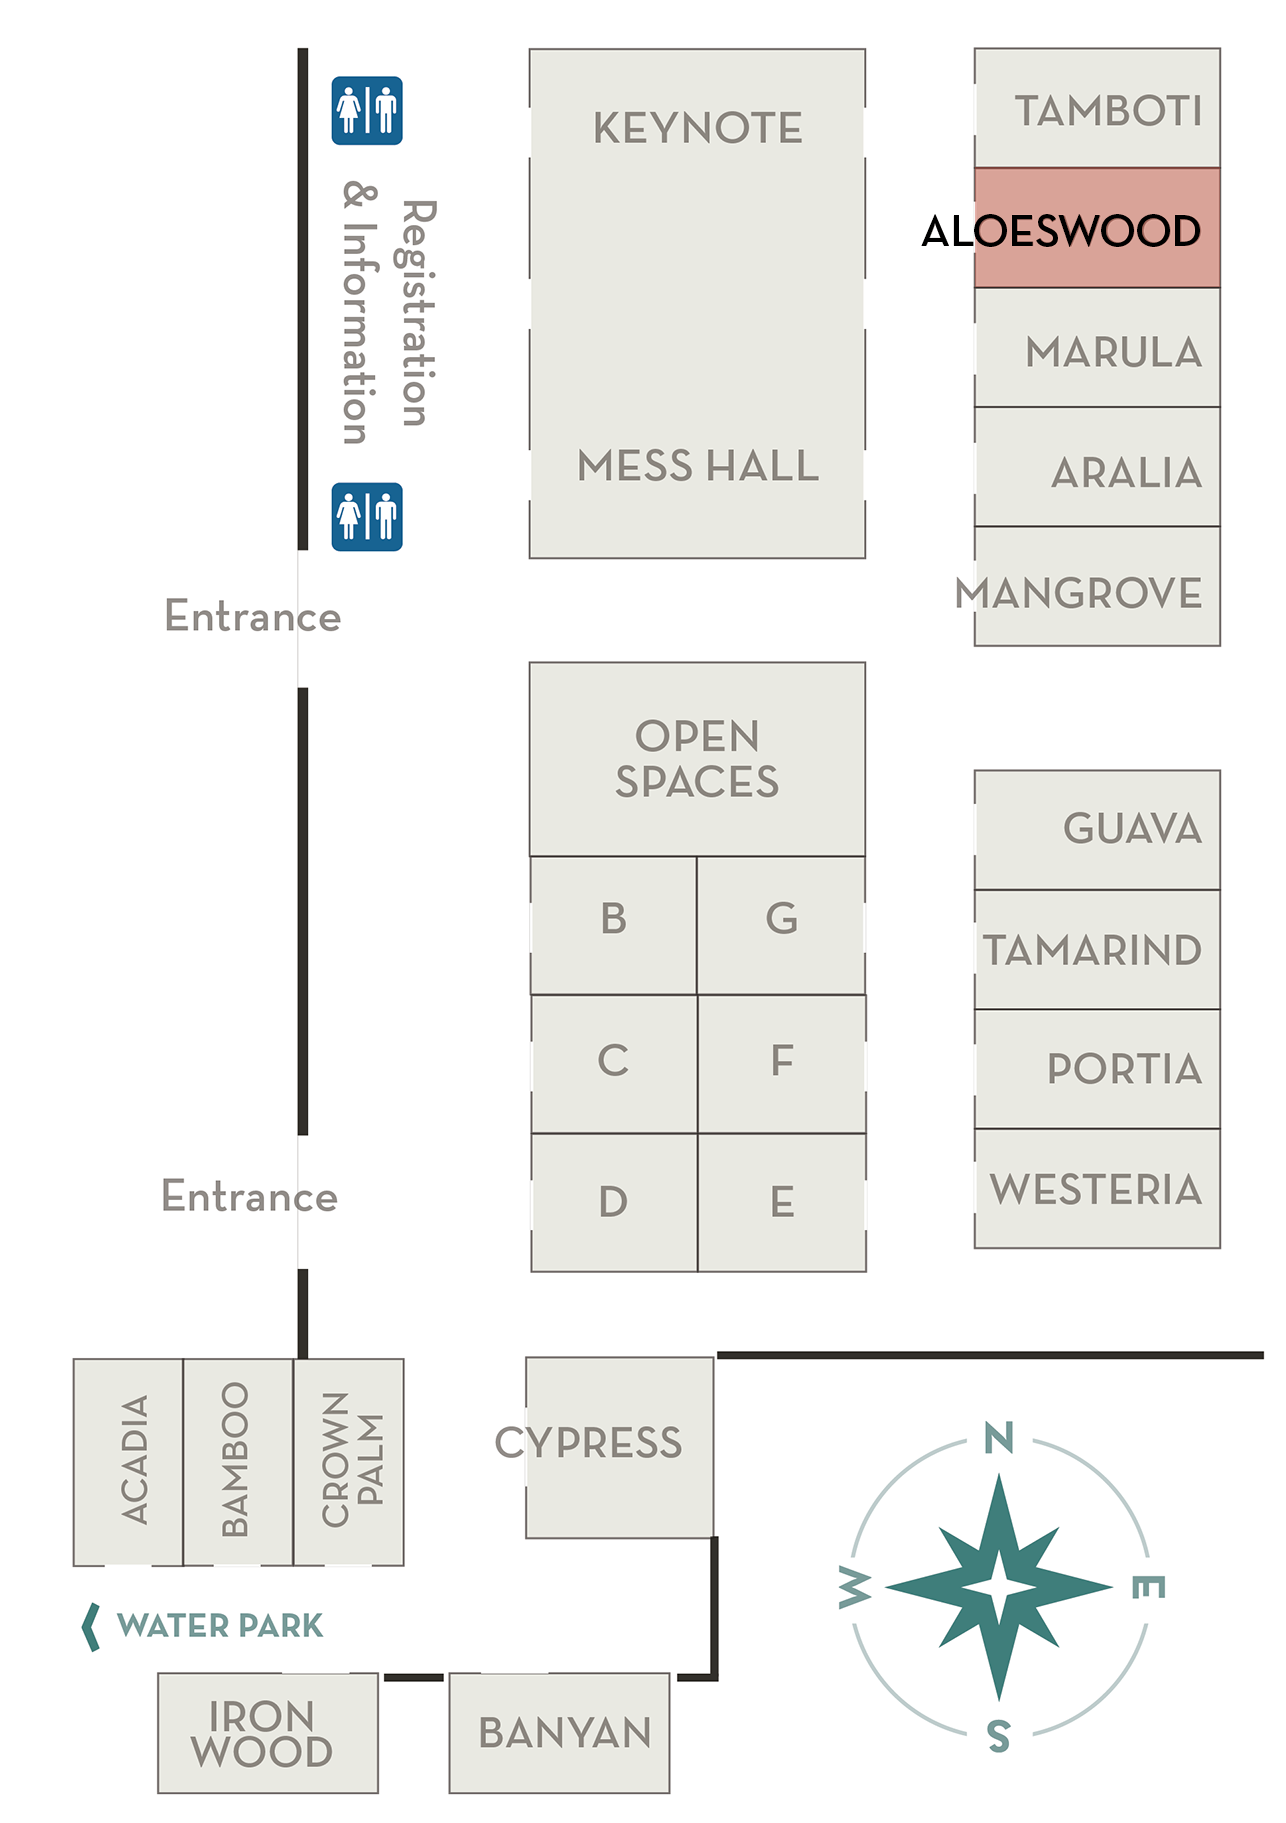 KEYNOTE
MESS HALL
TAMBOTI
ALOESWOOD
MARULA
ARALIA
MANGROVE
Registration
& Information
Entrance
OPEN
SPACES
B
G
C
F
D
E
GUAVA
TAMARIND
PORTIA
WESTERIA
Entrance
ACADIA
BAMBOO
CROWN
PALM
CYPRESS
WATER PARK
IRON
WOOD
BANYAN
N
W
E
S